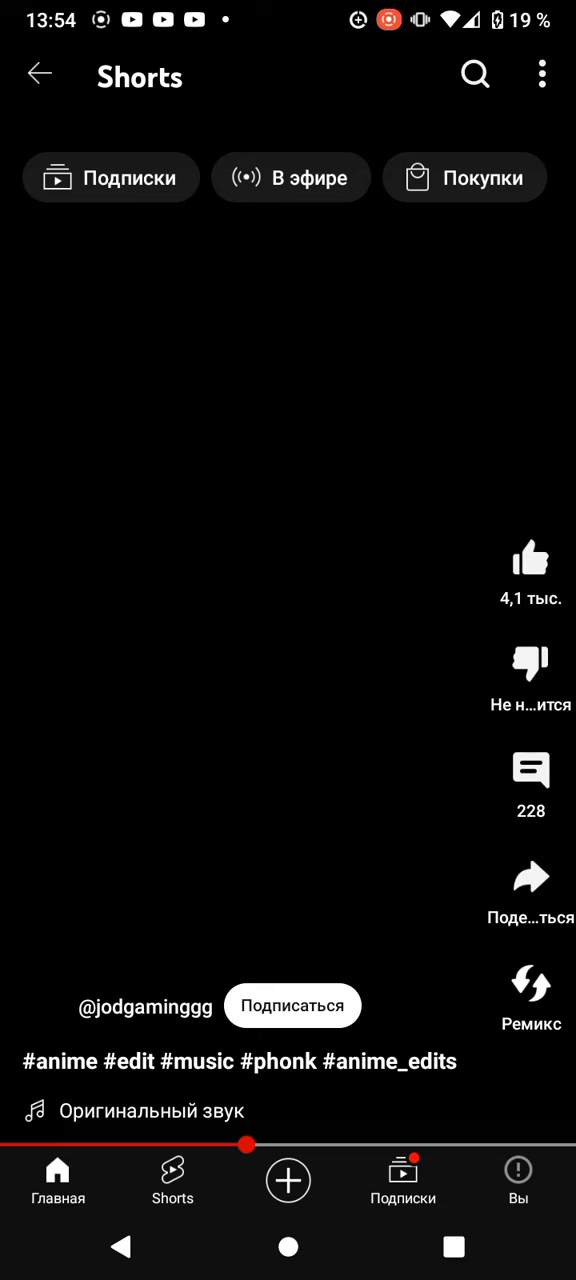 13:54 19 %
Shorts
Подписки В эфире Покупки
4,1 тыс.
Не н...ится
228
Поде...ться
@jodgaminggg Подписаться
Ремикс
#anime #edit #music #phonk #anime_edits
Оригинальный звук
Главная Shorts Подписки Вы